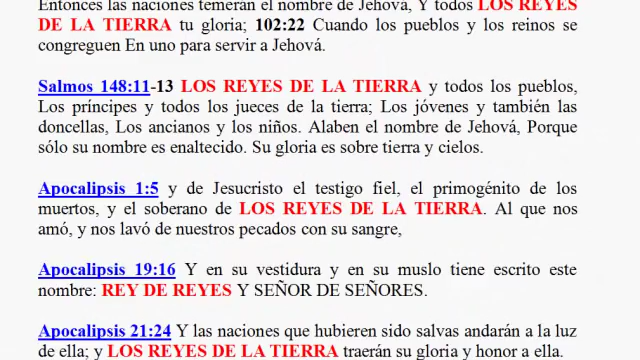 Entonces las naciones temerán el nombre de Jehová, Y todos LOS REYES
DE LA TIERRA tu gloria; 102:22 Cuando los pueblos y los reinos se
congreguen En uno para servir a Jehová.
Salmos 148:11-13 LOS REYES DE LA TIERRA y todos los pueblos,
Los príncipes y todos los jueces de la tierra; Los jóvenes y también las
doncellas, Los ancianos y los niños. Alaben el nombre de Jehová, Porque
sólo su nombre es enaltecido. Su gloria es sobre tierra y cielos.
Apocalipsis 1:5 y de Jesucristo el testigo fiel, el primogénito de los
muertos, y el soberano de LOS REYES DE LA TIERRA. Al que nos
amó, y nos lavó de nuestros pecados con su sangre,
Apocalipsis 19:16 Y en su vestidura y en su muslo tiene escrito este
nombre: REY DE REYES Y SEÑOR DE SEÑORES.
Apocalipsis 21:24 Y las naciones que hubieren sido salvas andarán a la luz
de ella; y LOS REYES DE LA TIERRA traerán su gloria y honor a ella.